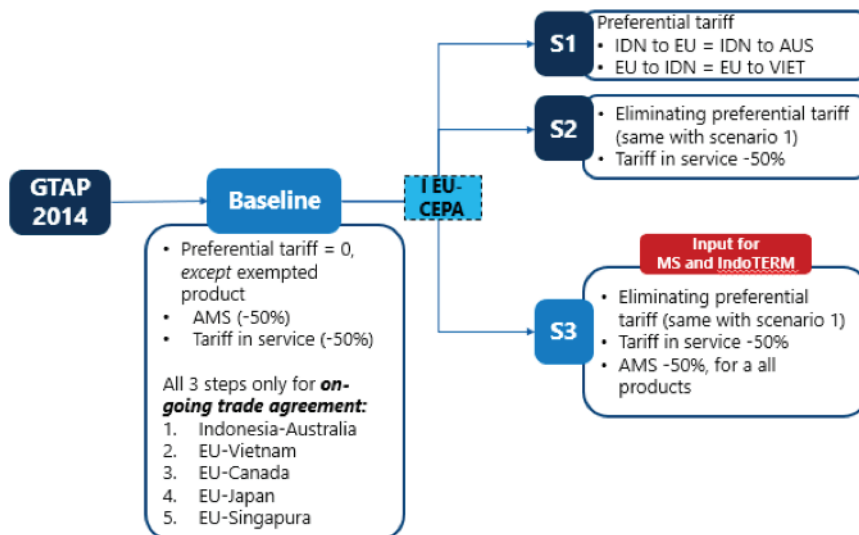 GTAP
2014
Baseline
• Preferential tariff = 0,
except exempted
product
• AMS (-50%)
• Tariff in service (-50%)
All 3 steps only for on-
going trade agreement:
1. Indonesia-Australia
2. EU-Vietnam
3. EU-Canada
4. EU-Japan
5. EU-Singapura
I EU-
CEPA
S1
Preferential tariff
• IDN to EU = IDN to AUS
• EU to IDN = EU to VIET
S2
• Eliminating preferential tariff
(same with scenario 1)
• Tariff in service -50%
Input for
MS and IndoTERM
S3
• Eliminating preferential
tariff (same with scenario 1)
• Tariff in service -50%
• AMS -50%, for a all
products